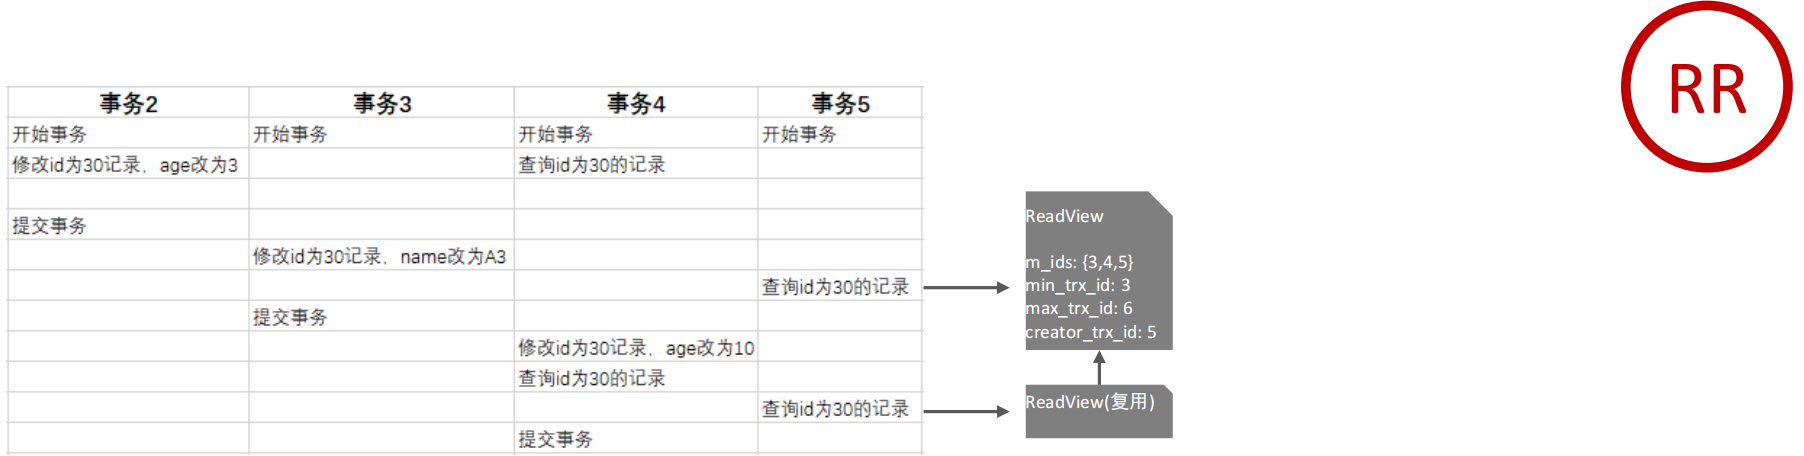 RR
事务2 事务3 事务4 事务5
开始事务 开始事务 开始事务 开始事务
修改id为30记录，age改为3 查询id为30的记录
提交事务
修改id为30记录，name改为A3
查询id为30的记录
提交事务
修改id为30记录，age改为10
查询id为30的记录
查询id为30的记录
提交事务
ReadView
m_ids: {3,4,5}
min_trx_id: 3
max_trx_id: 6
creator_trx_id: 5
ReadView(复用)